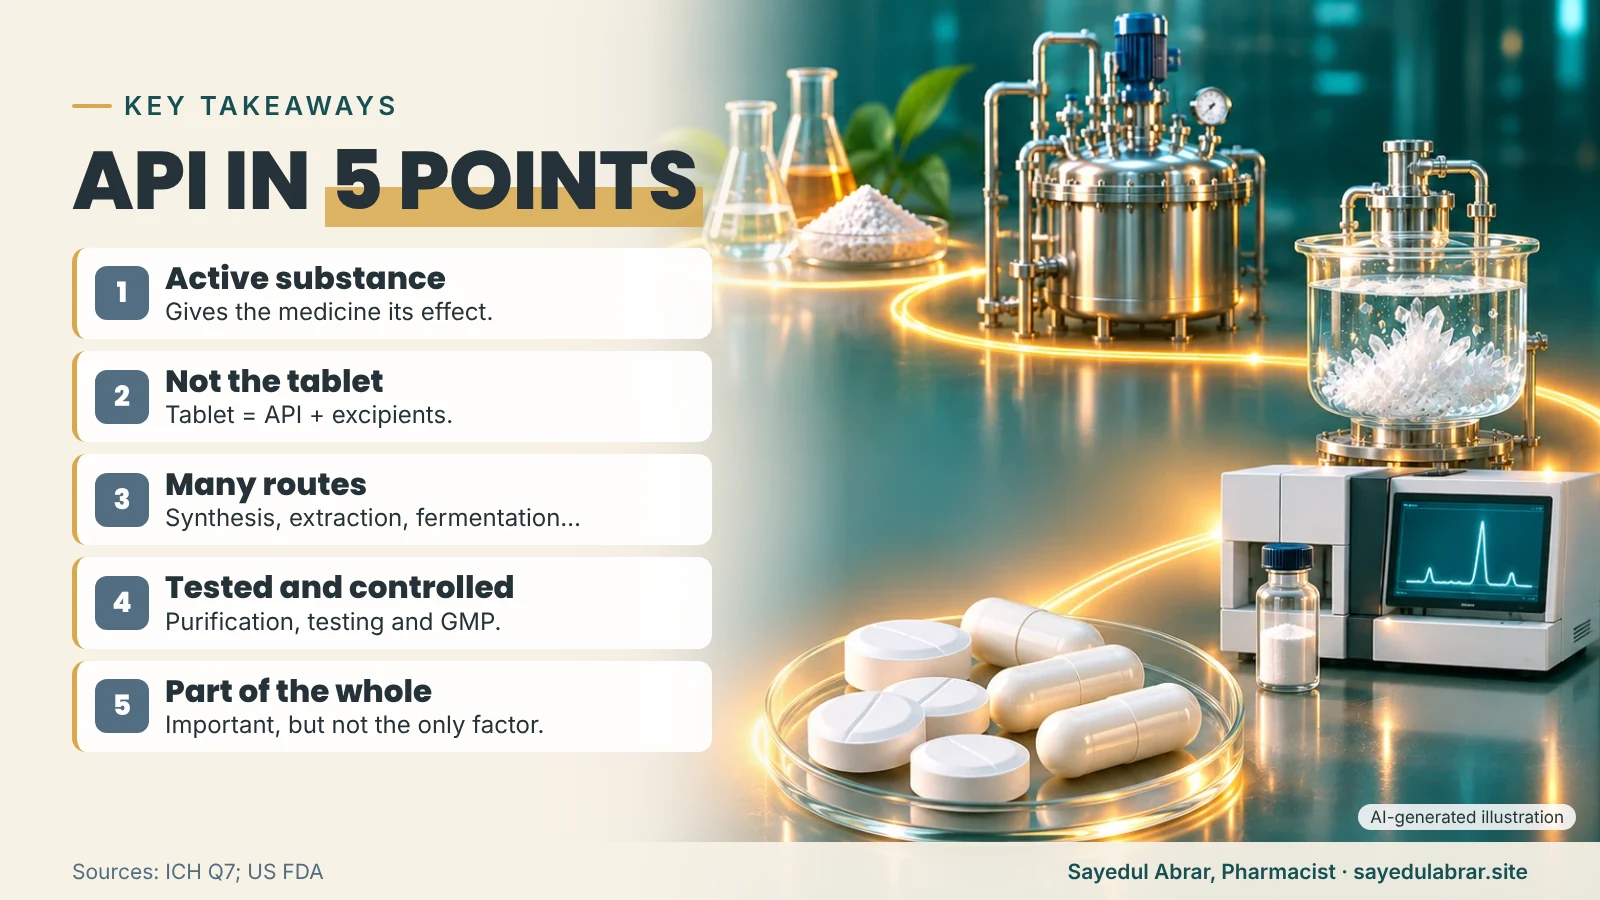 KEY TAKEAWAYS
API IN 5 POINTS
1
Active substance
Gives the medicine its effect.
2
Not the tablet
Tablet = API + excipients.
3
Many routes
Synthesis, extraction, fermentation...
4
Tested and controlled
Purification, testing and GMP.
5
Part of the whole
Important, but not the only factor.
AI-generated illustration
Sources: ICH Q7; US FDA
Sayedul Abrar, Pharmacist · sayedulabrar.site